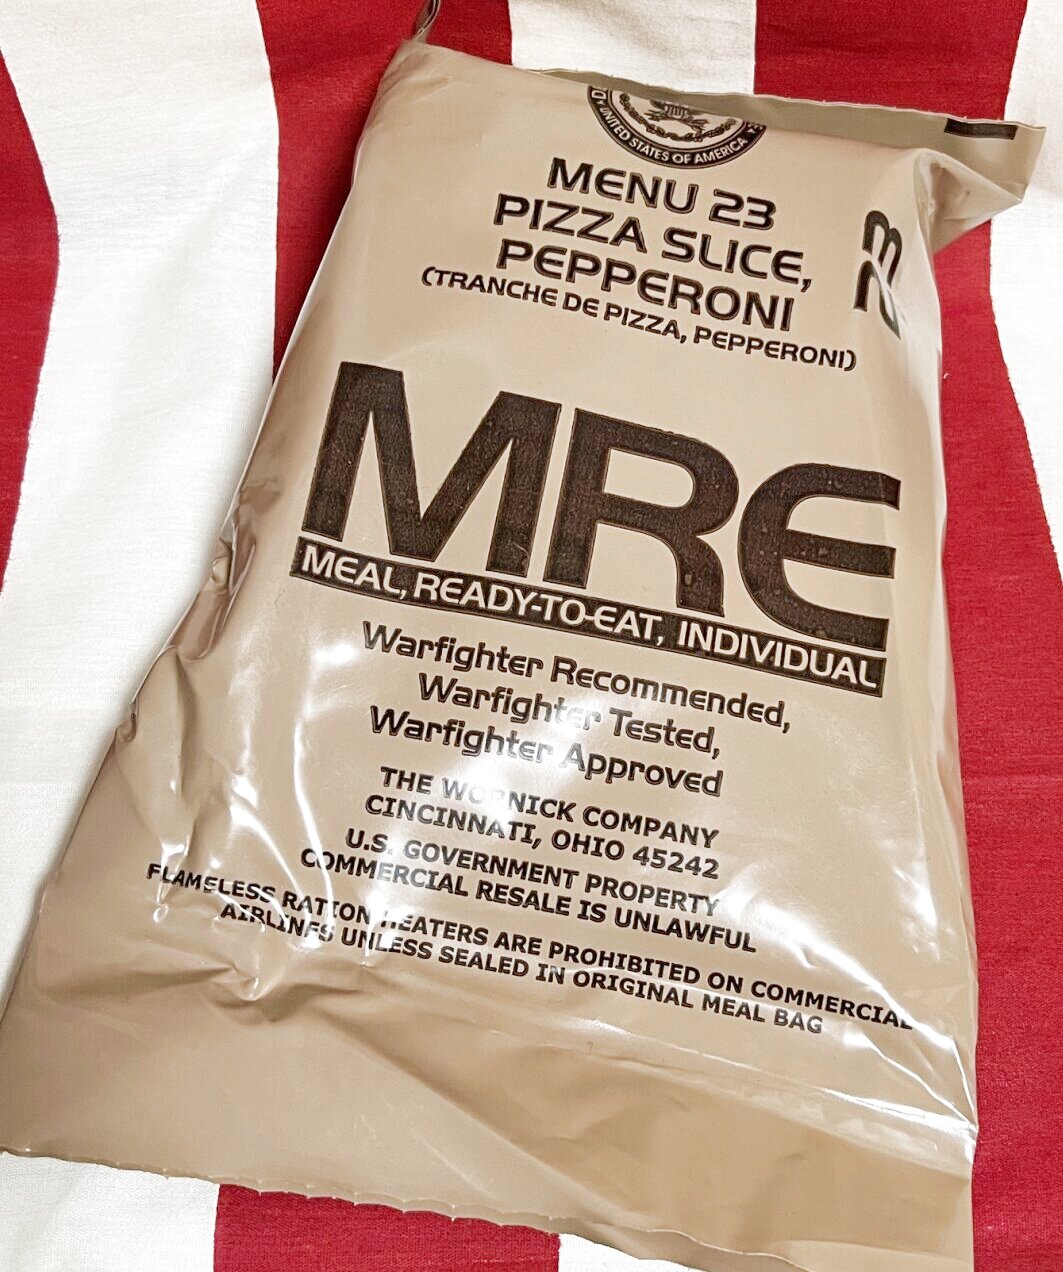 UNITED STATES OF AMERICA
MENU 23
PIZZA SLICE,
PEPPERONI
(TRANCHE DE PIZZA, PEPPERONI)
23
MRE
MEAL, READY-TO-EAT, INDIVIDUAL
Warfighter Recommended,
Warfighter Tested,
Warfighter Approved
THE WORNICK COMPANY
CINCINNATI, OHIO 45242
U.S. GOVERNMENT PROPERTY
COMMERCIAL RESALE IS UNLAWFUL
FLAMELESS RATION HEATERS ARE PROHIBITED ON COMMERCIAL
AIRLINES UNLESS SEALED IN ORIGINAL MEAL BAG